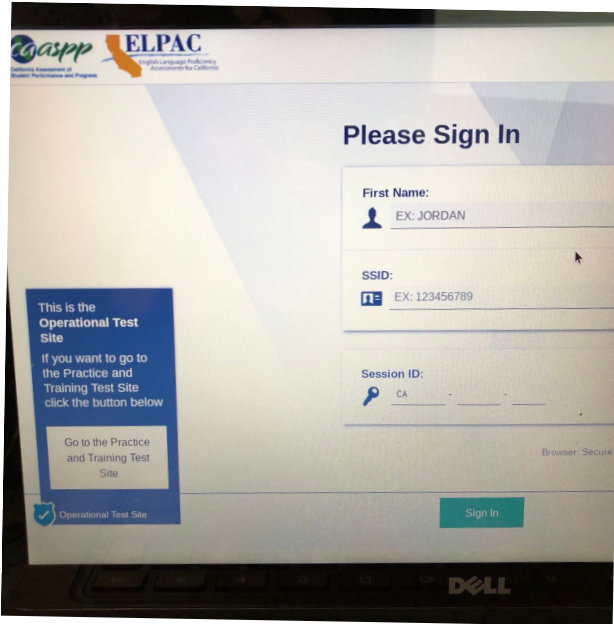 caaspp
California Assessment of
Student Performance and Progress
ELPAC
English Language Proficiency
Assessments for California
Please Sign In
First Name:
EX: JORDAN
SSID:
EX: 123456789
This is the
Operational Test
Site
If you want to go to
the Practice and
Training Test Site
click the button below
Go to the Practice
and Training Test
Site
Session ID:
CA - -
Browser: Secure
Operational Test Site
Sign In
DELL